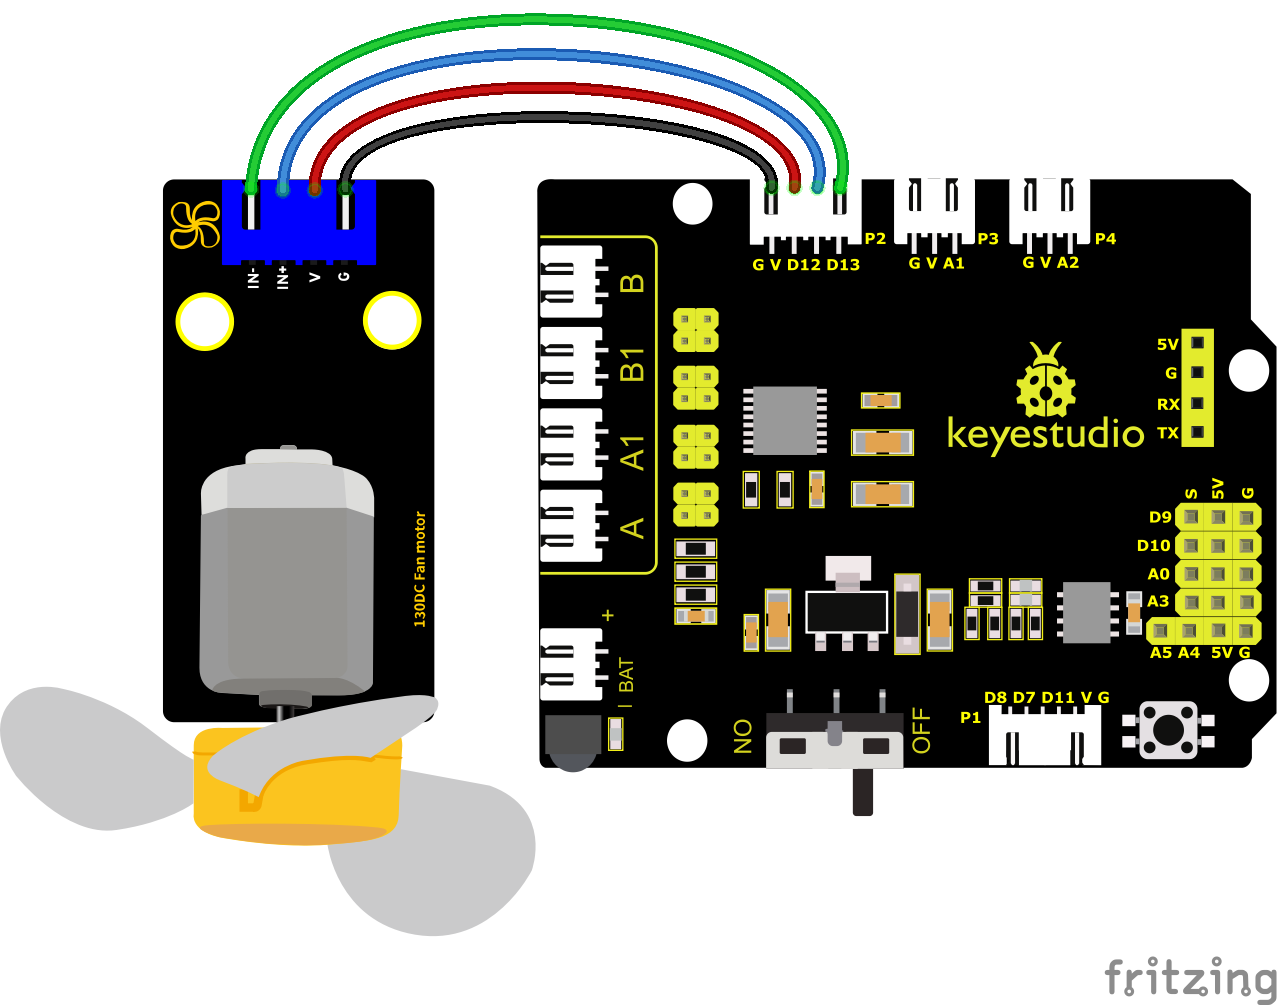 IN-
IN+
V
G
130DC Fan motor
G V D12 D13
P2
G V A1
P3
G V A2
P4
B
B1
A1
A
+
BAT
—
5V
G
RX
TX
keyestudio
S
5V
G
D9
D10
A0
A3
A5 A4 5V G
NO
OFF
P1
D8 D7 D11 V G
fritzing